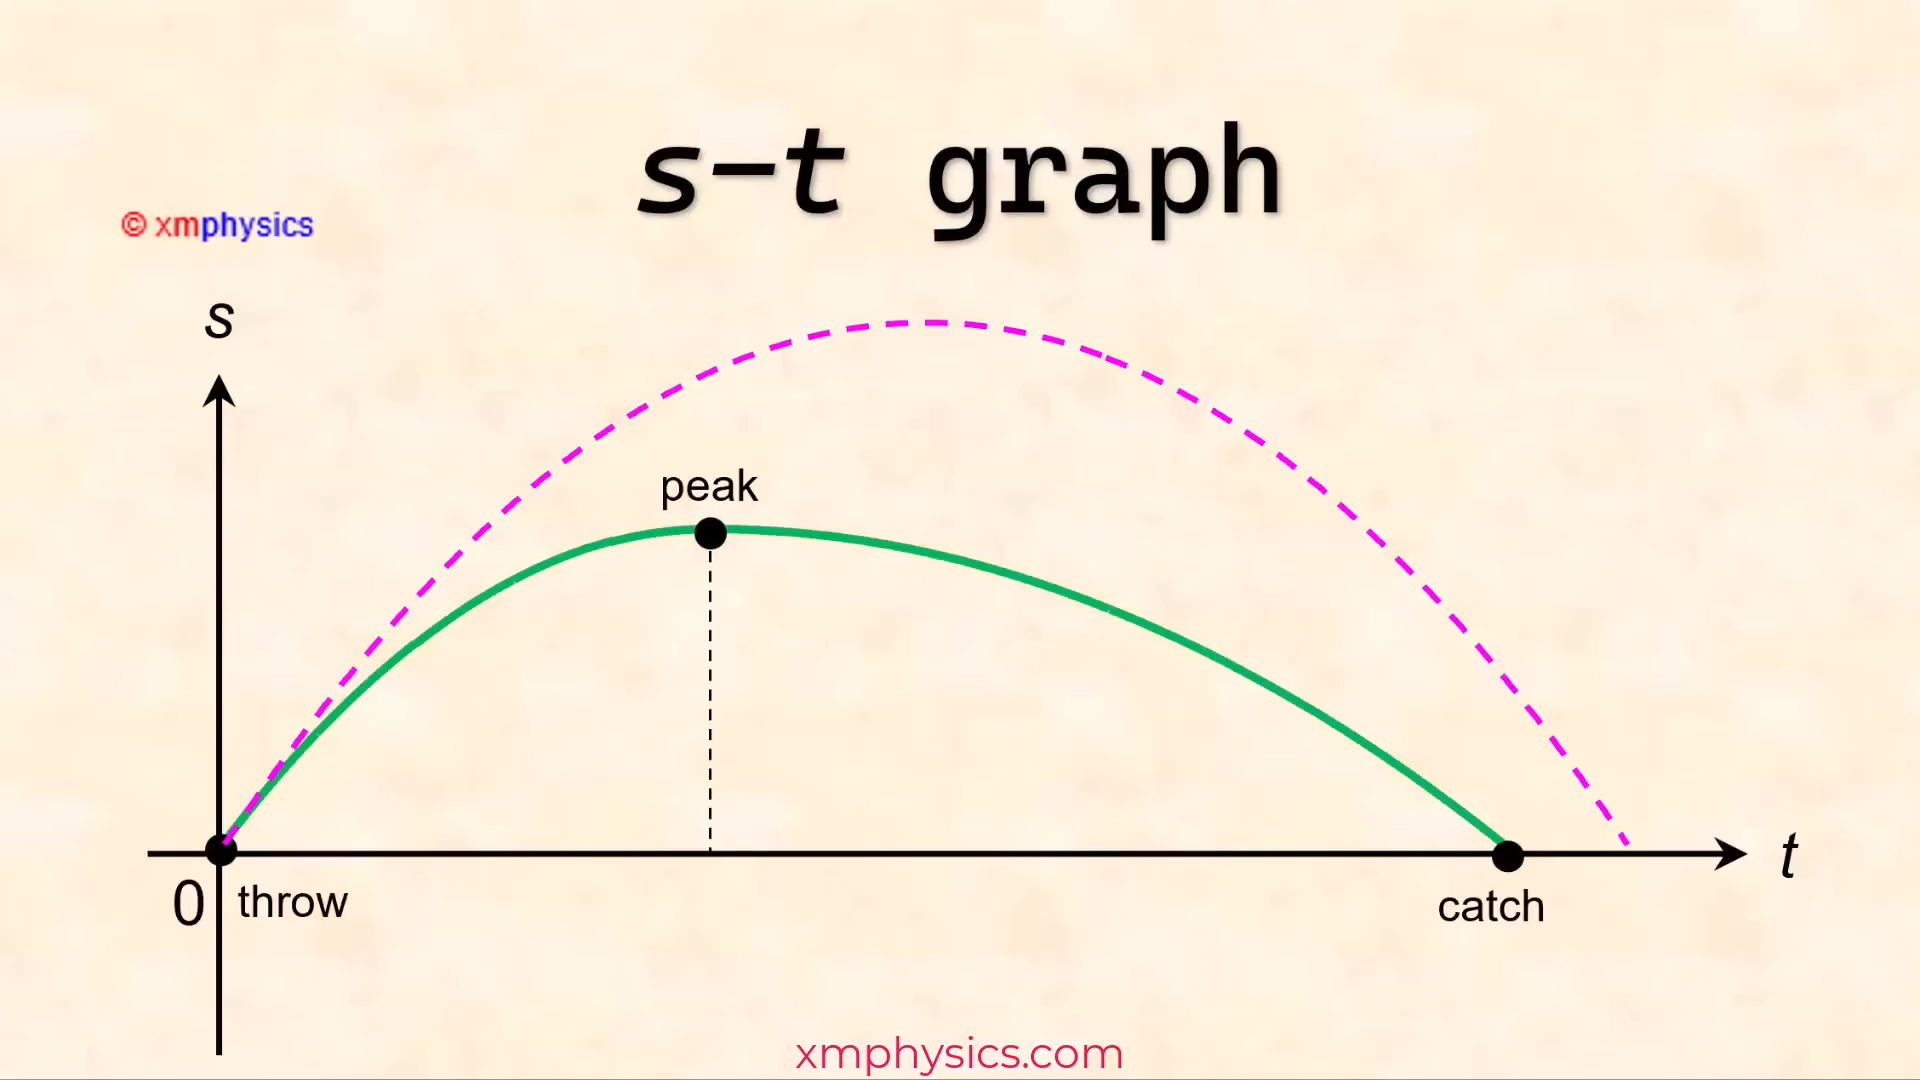 s-t graph
© xmphysics
s
peak
t
0
throw
catch
xmphysics.com